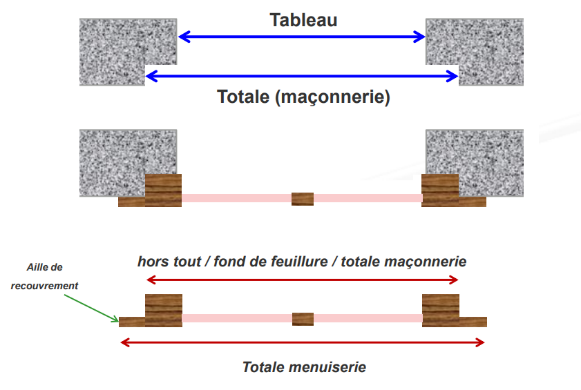 Tableau
Totale (maçonnerie)
hors tout / fond de feuillure / totale maçonnerie
Aille de
recouvrement
Totale menuiserie